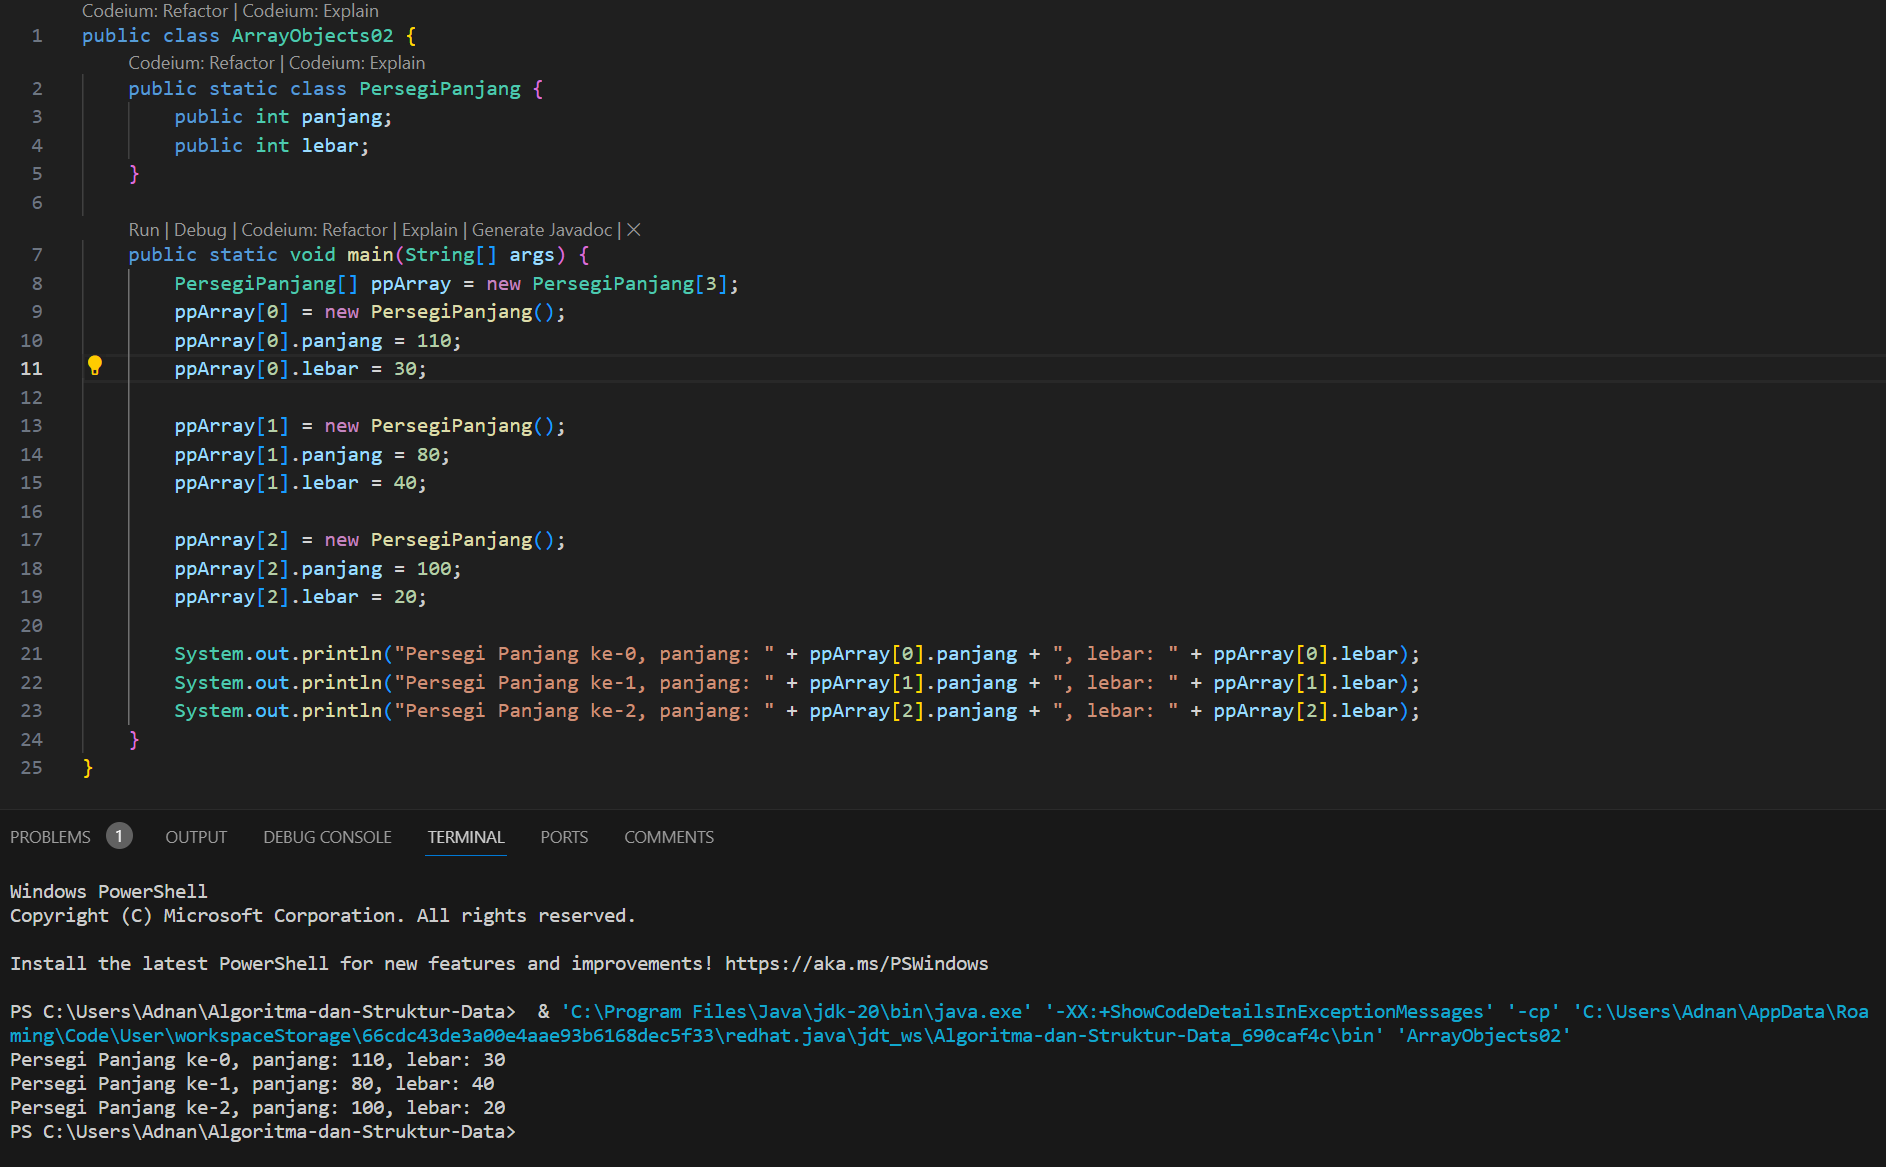 Codeium: Refactor | Codeium: Explain
1 public class ArrayObjects02 {
Codeium: Refactor | Codeium: Explain
2 public static class PersegiPanjang {
3 public int panjang;
4 public int lebar;
5 }
6
Run | Debug | Codeium: Refactor | Explain | Generate Javadoc | ×
7 public static void main(String[] args) {
8 PersegiPanjang[] ppArray = new PersegiPanjang[3];
9 ppArray[0] = new PersegiPanjang();
10 ppArray[0].panjang = 110;
11 ppArray[0].lebar = 30;
12
13 ppArray[1] = new PersegiPanjang();
14 ppArray[1].panjang = 80;
15 ppArray[1].lebar = 40;
16
17 ppArray[2] = new PersegiPanjang();
18 ppArray[2].panjang = 100;
19 ppArray[2].lebar = 20;
20
21 System.out.println("Persegi Panjang ke-0, panjang: " + ppArray[0].panjang + ", lebar: " + ppArray[0].lebar);
22 System.out.println("Persegi Panjang ke-1, panjang: " + ppArray[1].panjang + ", lebar: " + ppArray[1].lebar);
23 System.out.println("Persegi Panjang ke-2, panjang: " + ppArray[2].panjang + ", lebar: " + ppArray[2].lebar);
24 }
25 }
PROBLEMS 1 OUTPUT DEBUG CONSOLE TERMINAL PORTS COMMENTS
Windows PowerShell
Copyright (C) Microsoft Corporation. All rights reserved.
Install the latest PowerShell for new features and improvements! https://aka.ms/PSWindows
PS C:\Users\Adnan\Algoritma-dan-Struktur-Data>  & 'C:\Program Files\Java\jdk-20\bin\java.exe' '-XX:+ShowCodeDetailsInExceptionMessages' '-cp' 'C:\Users\Adnan\AppData\Roa
ming\Code\User\workspaceStorage\66cdc43de3a00e4aae93b6168dec5f33\redhat.java\jdt_ws\Algoritma-dan-Struktur-Data_690caf4c\bin' 'ArrayObjects02'
Persegi Panjang ke-0, panjang: 110, lebar: 30
Persegi Panjang ke-1, panjang: 80, lebar: 40
Persegi Panjang ke-2, panjang: 100, lebar: 20
PS C:\Users\Adnan\Algoritma-dan-Struktur-Data>